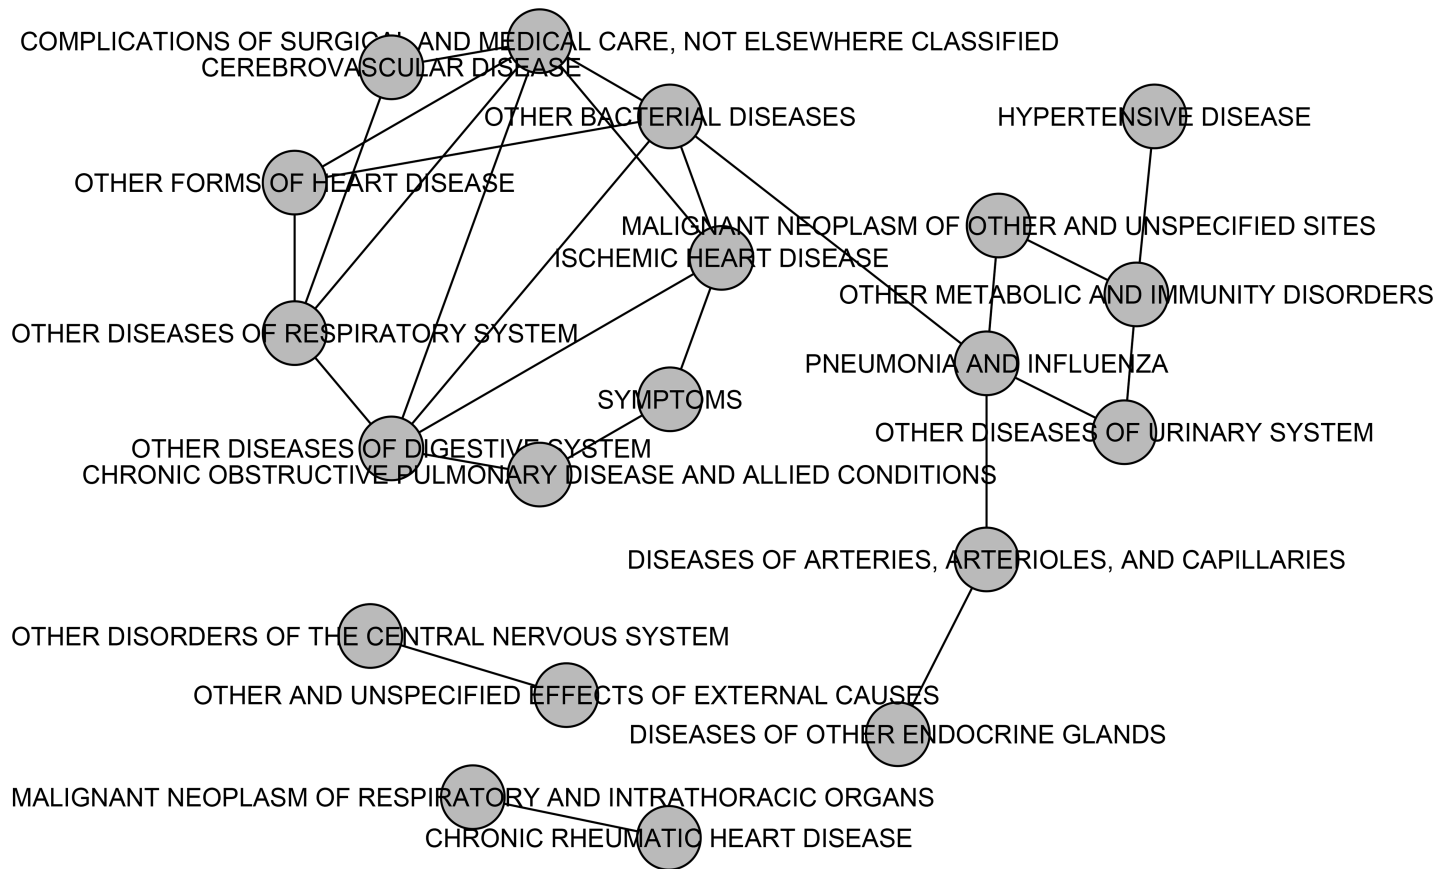 COMPLICATIONS OF SURGICAL AND MEDICAL CARE, NOT ELSEWHERE CLASSIFIED
CEREBROVASCULAR DISEASE
OTHER BACTERIAL DISEASES
HYPERTENSIVE DISEASE
OTHER FORMS OF HEART DISEASE
MALIGNANT NEOPLASM OF OTHER AND UNSPECIFIED SITES
ISCHEMIC HEART DISEASE
OTHER METABOLIC AND IMMUNITY DISORDERS
OTHER DISEASES OF RESPIRATORY SYSTEM
PNEUMONIA AND INFLUENZA
SYMPTOMS
OTHER DISEASES OF URINARY SYSTEM
OTHER DISEASES OF DIGESTIVE SYSTEM
CHRONIC OBSTRUCTIVE PULMONARY DISEASE AND ALLIED CONDITIONS
DISEASES OF ARTERIES, ARTERIOLES, AND CAPILLARIES
OTHER DISORDERS OF THE CENTRAL NERVOUS SYSTEM
OTHER AND UNSPECIFIED EFFECTS OF EXTERNAL CAUSES
DISEASES OF OTHER ENDOCRINE GLANDS
MALIGNANT NEOPLASM OF RESPIRATORY AND INTRATHORACIC ORGANS
CHRONIC RHEUMATIC HEART DISEASE